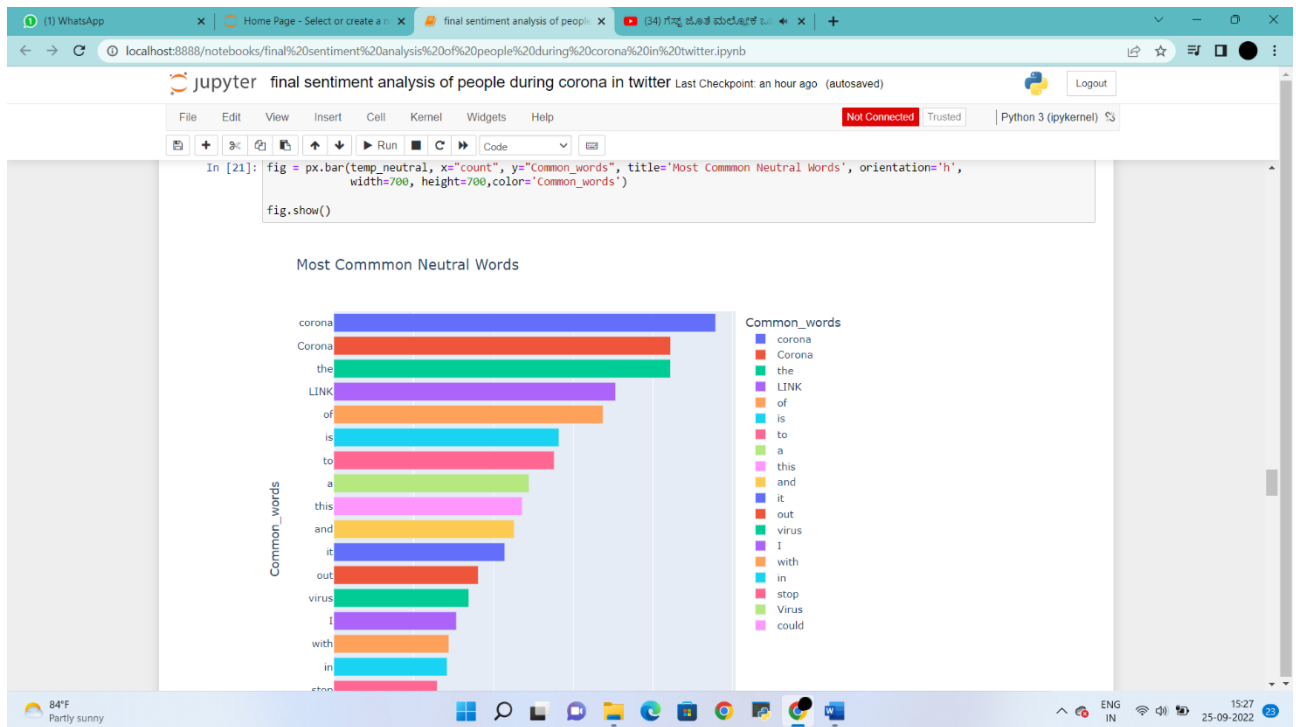 (1) WhatsApp
Home Page - Select or create a n
final sentiment analysis of people
(34) ಗೆಸ್ಟ್ ಜೊತೆ
localhost:8888/notebooks/final%20sentiment%20analysis%20of%20people%20during%20corona%20in%20twitter.ipynb
jupyter final sentiment analysis of people during corona in twitter Last Checkpoint: an hour ago (autosaved)
Logout
File Edit View Insert Cell Kernel Widgets Help
Not Connected Trusted Python 3 (ipykernel)
Run Code
In [21]: fig = px.bar(temp_neutral, x="count", y="Common_words", title='Most Commmon Neutral Words', orientation='h',
width=700, height=700,color='Common_words')
fig.show()
Most Commmon Neutral Words
Common_words
corona
Corona
the
LINK
of
is
to
a
this
and
it
out
virus
I
with
in
stop
Common_words
corona
Corona
the
LINK
of
is
to
a
this
and
it
out
virus
I
with
in
stop
Virus
could
84°F
Partly sunny
ENG
IN
15:27
25-09-2022
23